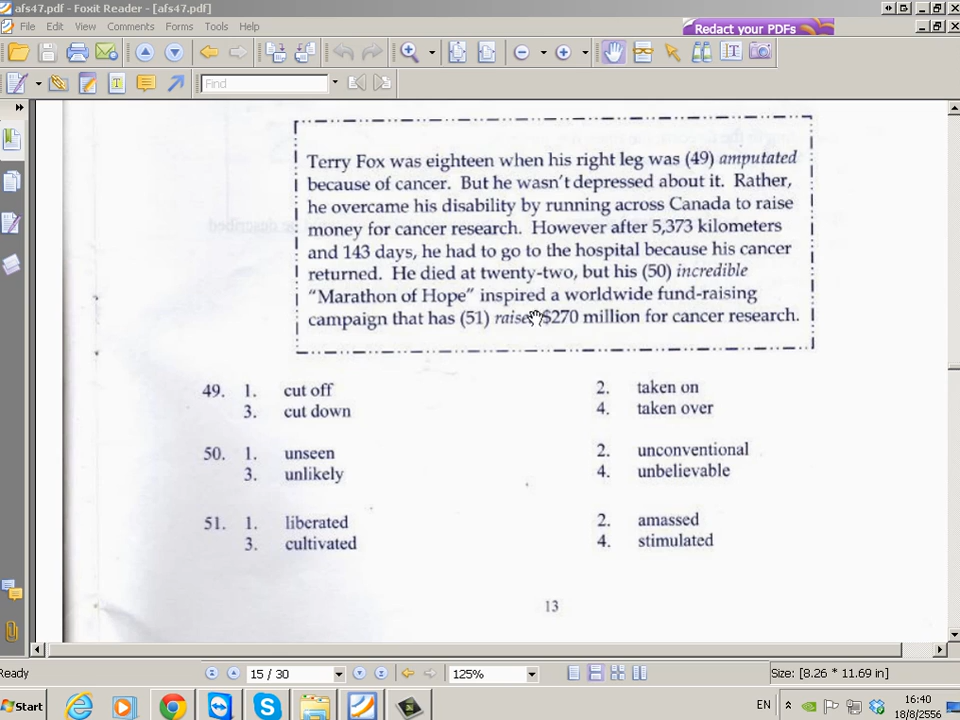 afs47.pdf - Foxit Reader - [afs47.pdf]
File Edit View Comments Forms Tools Help
Redact your PDFs
Find
Terry Fox was eighteen when his right leg was (49) amputated
because of cancer. But he wasn't depressed about it. Rather,
he overcame his disability by running across Canada to raise
money for cancer research. However after 5,373 kilometers
and 143 days, he had to go to the hospital because his cancer
returned. He died at twenty-two, but his (50) incredible
"Marathon of Hope" inspired a worldwide fund-raising
campaign that has (51) raised $270 million for cancer research.
49. 1. cut off 2. taken on
3. cut down 4. taken over
50. 1. unseen 2. unconventional
3. unlikely 4. unbelievable
51. 1. liberated 2. amassed
3. cultivated 4. stimulated
13
Ready 15 / 30 125% Size: [8.26 * 11.69 in]
Start EN 16:40
18/8/2556